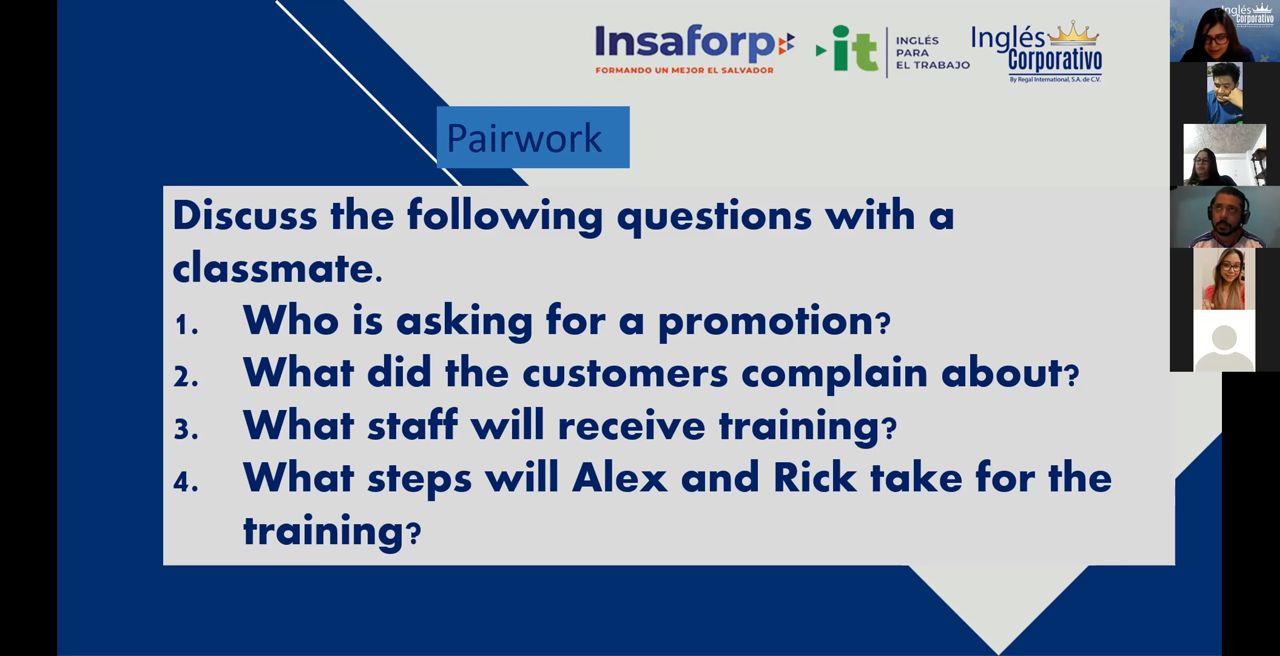 Insaforp
FORMANDO UN MEJOR EL SALVADOR
it
INGLÉS
PARA
EL TRABAJO
Inglés
Corporativo
By Regal International, S.A. de C.V.
Inglés
Corporativo
Pairwork
Discuss the following questions with a
classmate.
1. Who is asking for a promotion?
2. What did the customers complain about?
3. What staff will receive training?
4. What steps will Alex and Rick take for the
training?